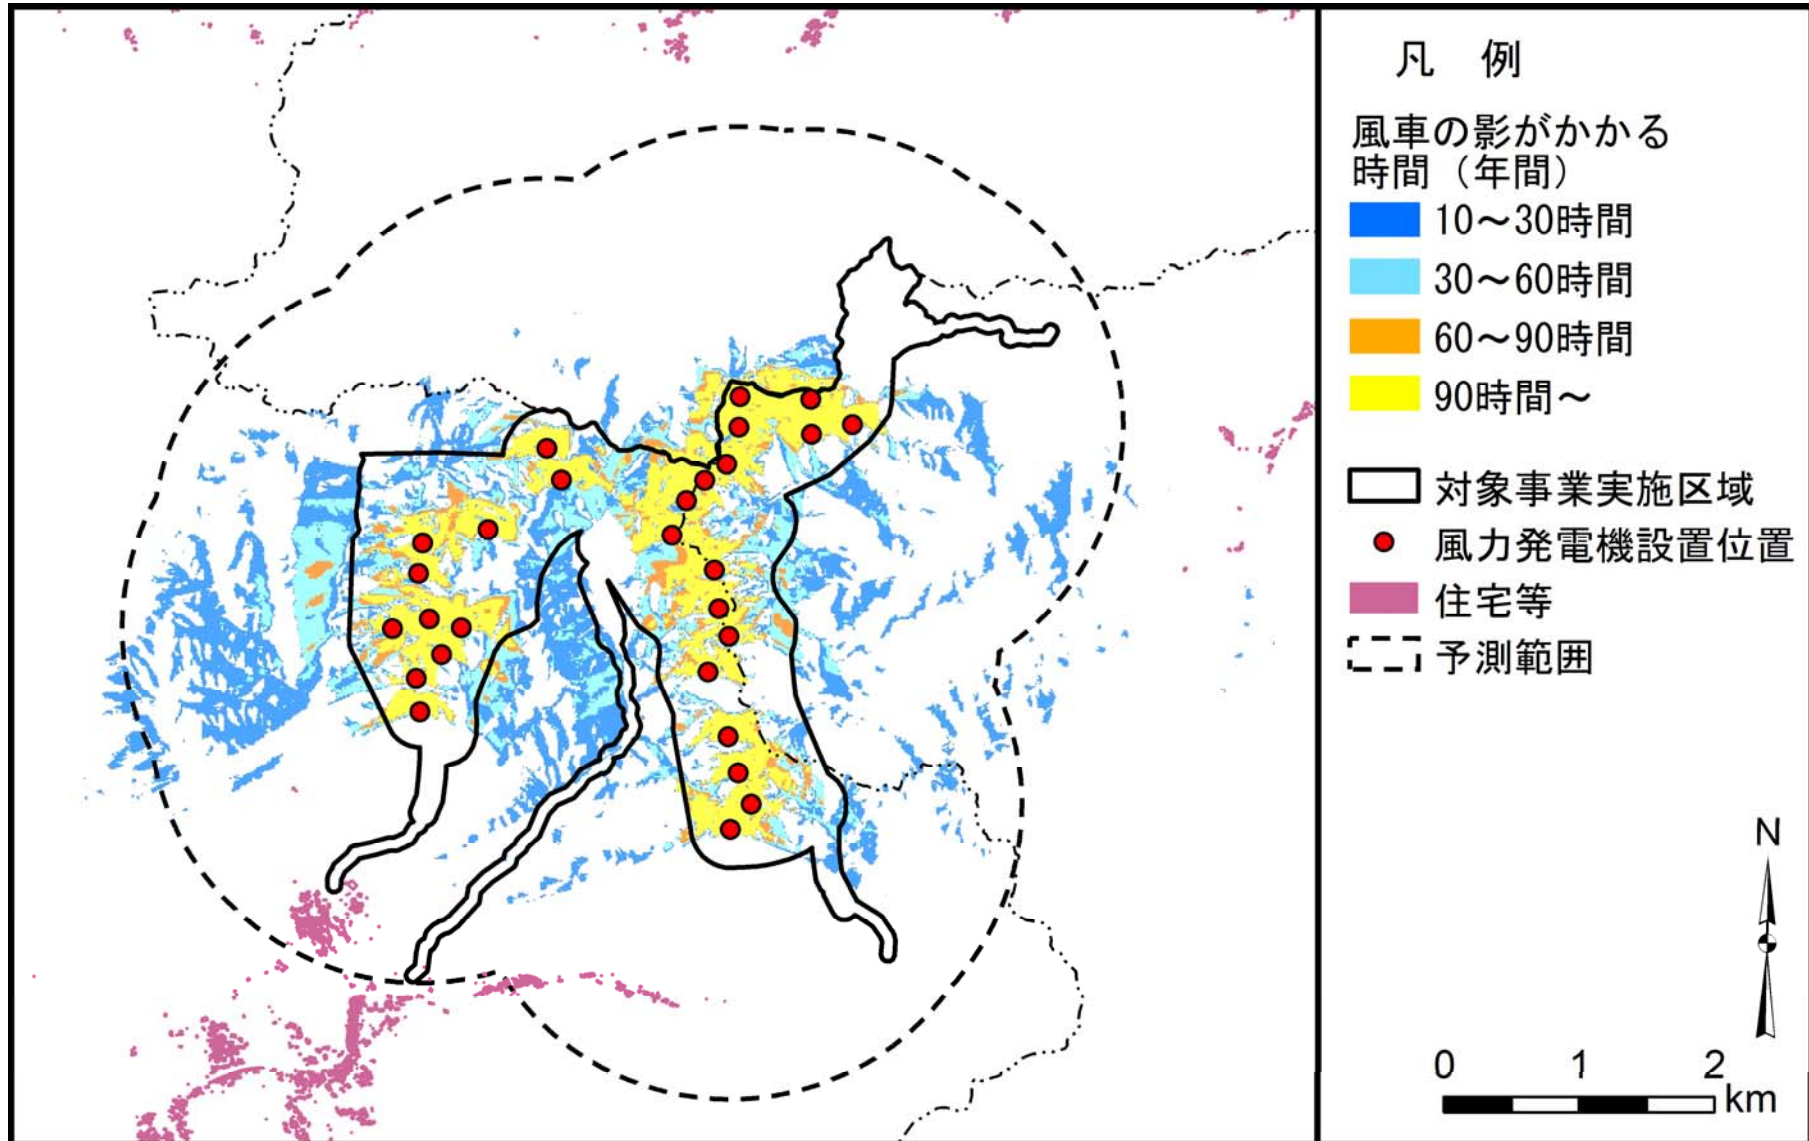 凡 例
風車の影がかかる
時間（年間）
10～30時間
30～60時間
60～90時間
90時間～
対象事業実施区域
風力発電機設置位置
住宅等
予測範囲
N
0 1 2
km